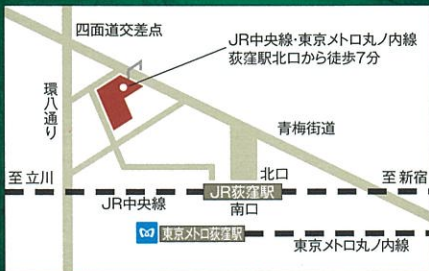 四面道交差点
JR中央線・東京メトロ丸ノ内線
荻窪駅北口から徒歩7分
環八通り
青梅街道
北口
至 立川
JR荻窪駅
至 新宿
JR中央線
南口
東京メトロ荻窪駅
東京メトロ丸ノ内線